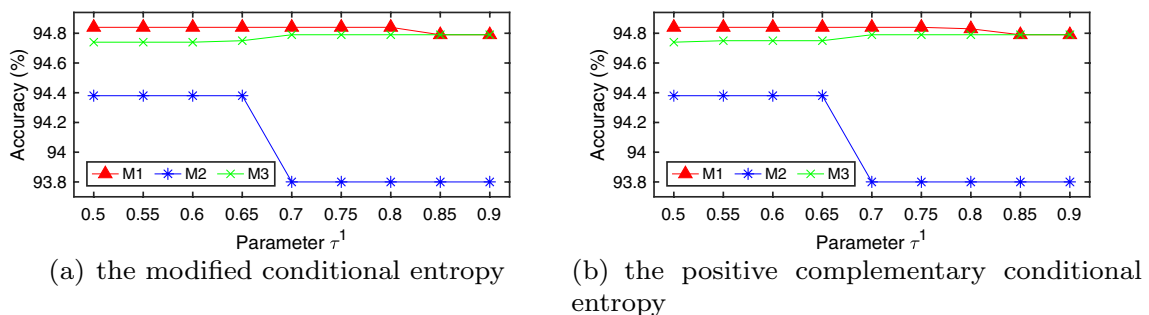 94.8
94.6
94.4
94.2
94
93.8
Accuracy (%)
M1 M2 M3
0.5 0.55 0.6 0.65 0.7 0.75 0.8 0.85 0.9
Parameter τ¹
(a) the modified conditional entropy
94.8
94.6
94.4
94.2
94
93.8
Accuracy (%)
M1 M2 M3
0.5 0.55 0.6 0.65 0.7 0.75 0.8 0.85 0.9
Parameter τ¹
(b) the positive complementary conditional
entropy